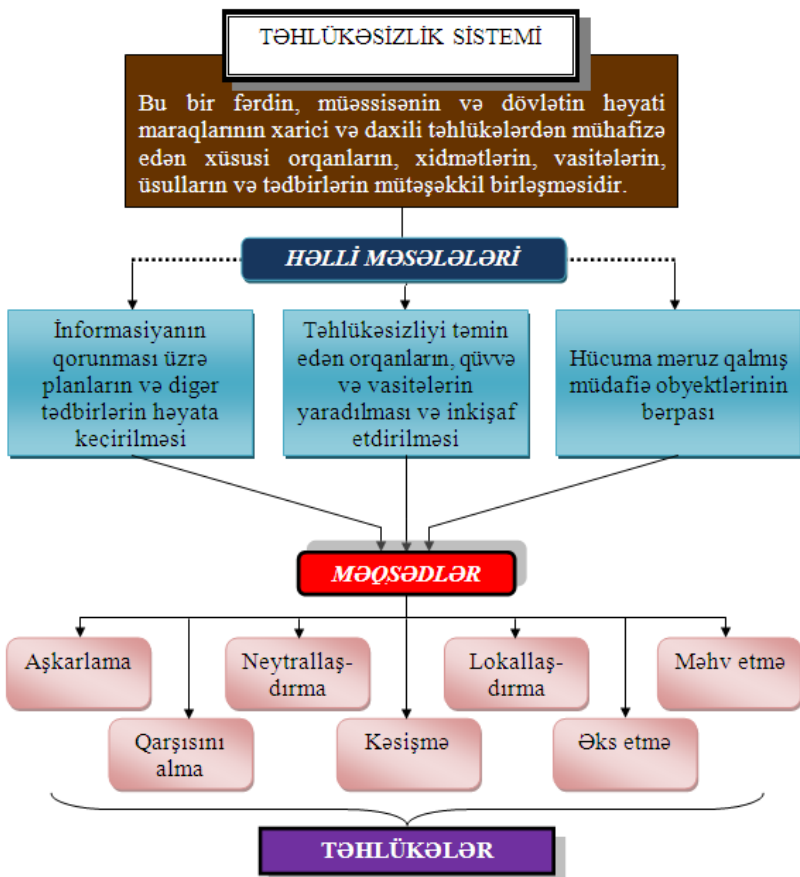 TƏHLÜKƏSİZLİK SİSTEMİ
Bu bir fərdin, müəssisənin və dövlətin həyati
maraqlarının xarici və daxili təhlükələrdən mühafizə
edən xüsusi orqanların, xidmətlərin, vasitələrin,
üsulların və tədbirlərin mütəşəkkil birləşməsidir.
HƏLLİ MƏSƏLƏLƏRİ
İnformasiyanın
qorunması üzrə
planların və digər
tədbirlərin həyata
keçirilməsi
Təhlükəsizliyi təmin
edən orqanların, qüvvə
və vasitələrin
yaradılması və inkişaf
etdirilməsi
Hücuma məruz qalmış
müdafiə obyektlərinin
bərpası
MƏQSƏDLƏR
Aşkarlama
Neytrallaş-
dırma
Lokallaş-
dırma
Məhv etmə
Qarşısını
alma
Kəsişmə
Əks etmə
TƏHLÜKƏLƏR